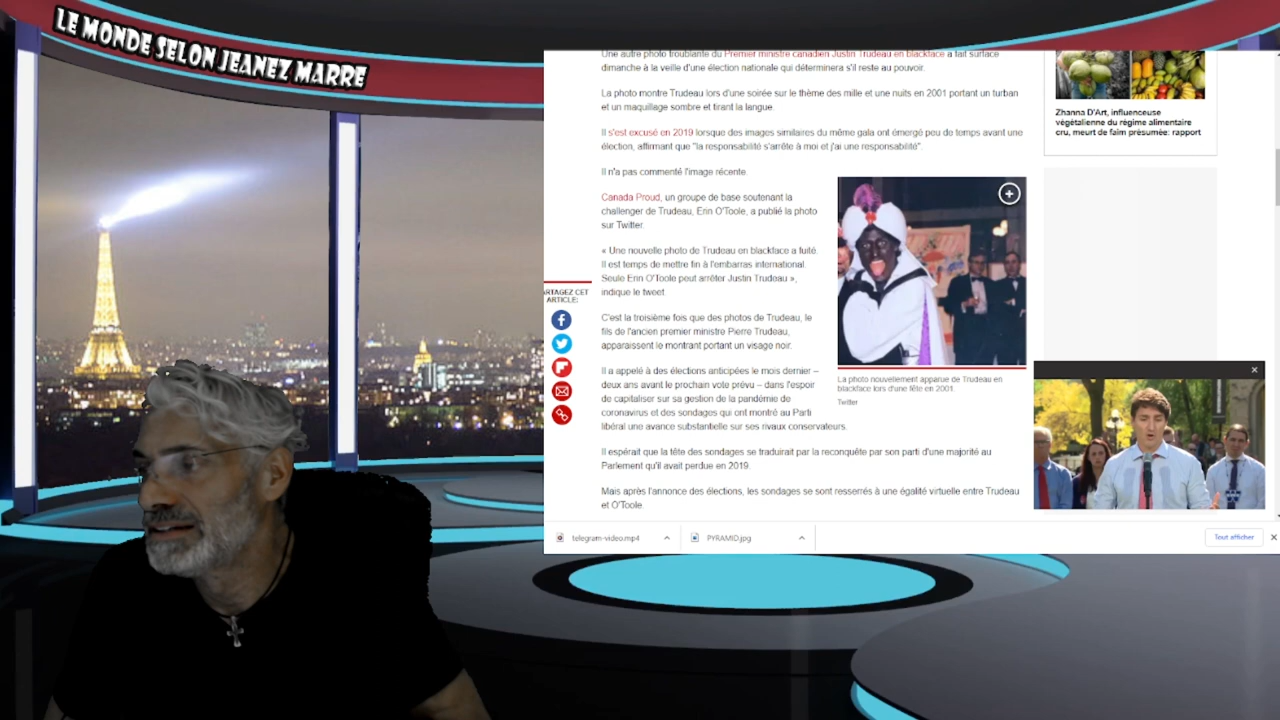 LE MONDE SELON JEANEZ MARRE
Une autre photo troublante du Premier ministre canadien Justin Trudeau en blackface a fait surface
dimanche à la veille d'une élection nationale qui déterminera s'il reste au pouvoir.
La photo montre Trudeau lors d'une soirée sur le thème des mille et une nuits en 2001 portant un turban
et un maquillage sombre et tirant la langue.
Il s'est excusé en 2019 lorsque des images similaires du même gala ont émergé peu de temps avant une
élection, affirmant que "la responsabilité s'arrête à moi et j'ai une responsabilité".
Il n'a pas commenté l'image récente.
Canada Proud, un groupe de base soutenant la
challenger de Trudeau, Erin O'Toole, a publié la photo
sur Twitter.
« Une nouvelle photo de Trudeau en blackface a fuité.
Il est temps de mettre fin à l'embarras international.
Seule Erin O'Toole peut arrêter Justin Trudeau »,
indique le tweet.
C'est la troisième fois que des photos de Trudeau, le
fils de l'ancien premier ministre Pierre Trudeau,
apparaissent le montrant portant un visage noir.
Il a appelé à des élections anticipées le mois dernier –
deux ans avant le prochain vote prévu – dans l'espoir
de capitaliser sur sa gestion de la pandémie de
coronavirus et des sondages qui ont montré au Parti
libéral une avance substantielle sur ses rivaux conservateurs.
Il espérait que la tête des sondages se traduirait par la reconquête par son parti d'une majorité au
Parlement qu'il avait perdue en 2019.
Mais après l'annonce des élections, les sondages se sont resserrés à une égalité virtuelle entre Trudeau
et O'Toole.
RTAGEZ CET
ARTICLE:
La photo nouvellement apparue de Trudeau en
blackface lors d'une fête en 2001.
Twitter
Zhanna D'Art, influenceuse
végétalienne du régime alimentaire
cru, meurt de faim présumée: rapport
telegram-video.mp4
PYRAMID.jpg
Tout afficher